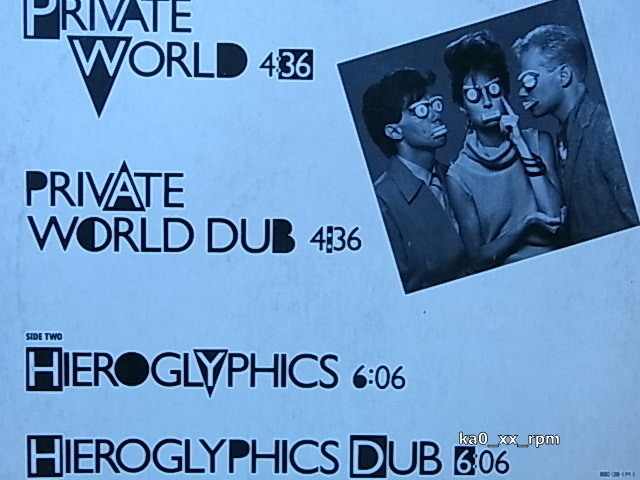 PRIVATE
WORLD 4:36
PRIVATE
WORLD DUB 4:36
SIDE TWO
HIEROGLYPHICS 6:06
HIEROGLYPHICS DUB 6:06
ka0_xx_rpm